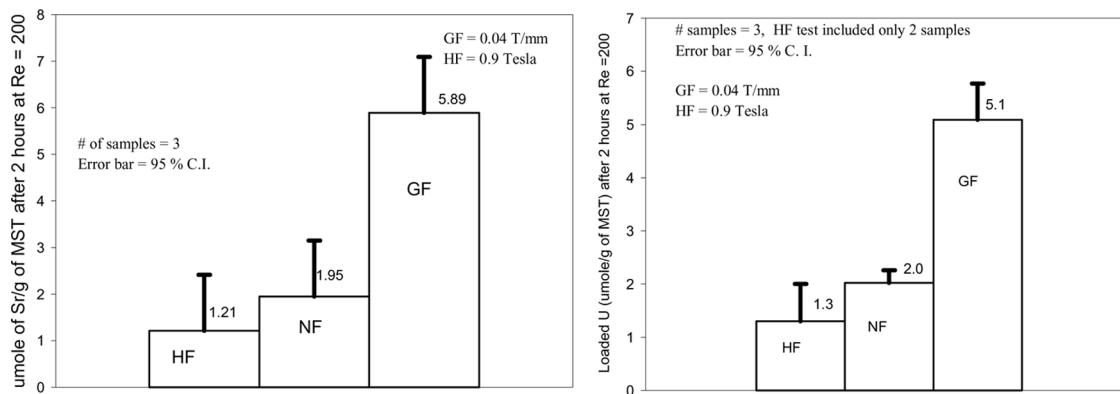 umole of Sr/g of MST after 2 hours at Re = 200
8
7
6
5
4
3
2
1
0
GF = 0.04 T/mm
HF = 0.9 Tesla
5.89
# of samples = 3
Error bar = 95 % C.I.
GF
1.95
1.21
NF
HF
Loaded U (umole/g of MST) after 2 hours at Re =200
7
6
5
4
3
2
1
0
# samples = 3, HF test included only 2 samples
Error bar = 95 % C. I.
GF = 0.04 T/mm
HF = 0.9 Tesla
5.1
GF
2.0
1.3
NF
HF